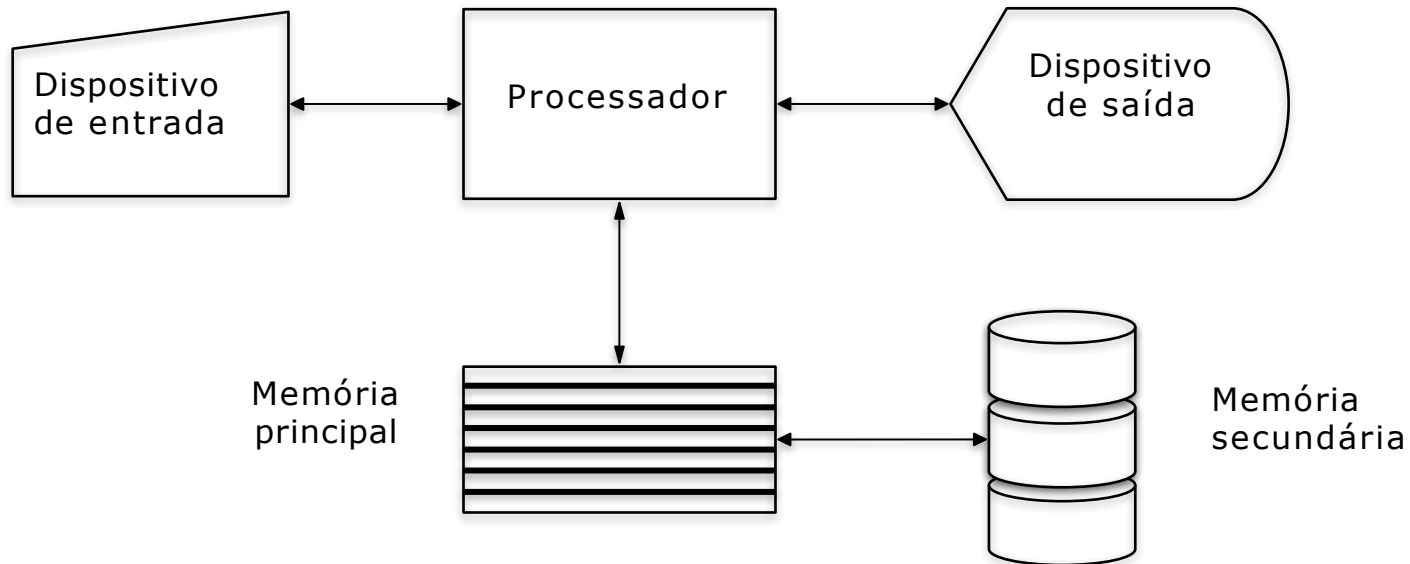 Dispositivo
de entrada
Processador
Dispositivo
de saída
Memória
principal
Memória
secundária